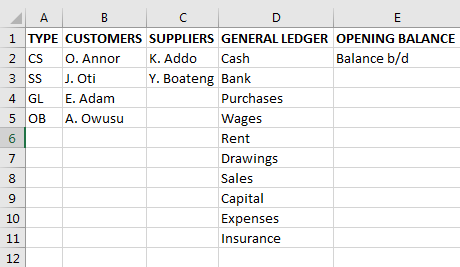 A B C D E
1 TYPE CUSTOMERS SUPPLIERS GENERAL LEDGER OPENING BALANCE
2 CS O. Annor K. Addo Cash Balance b/d
3 SS J. Oti Y. Boateng Bank
4 GL E. Adam Purchases
5 OB A. Owusu Wages
6 Rent
7 Drawings
8 Sales
9 Capital
10 Expenses
11 Insurance
12